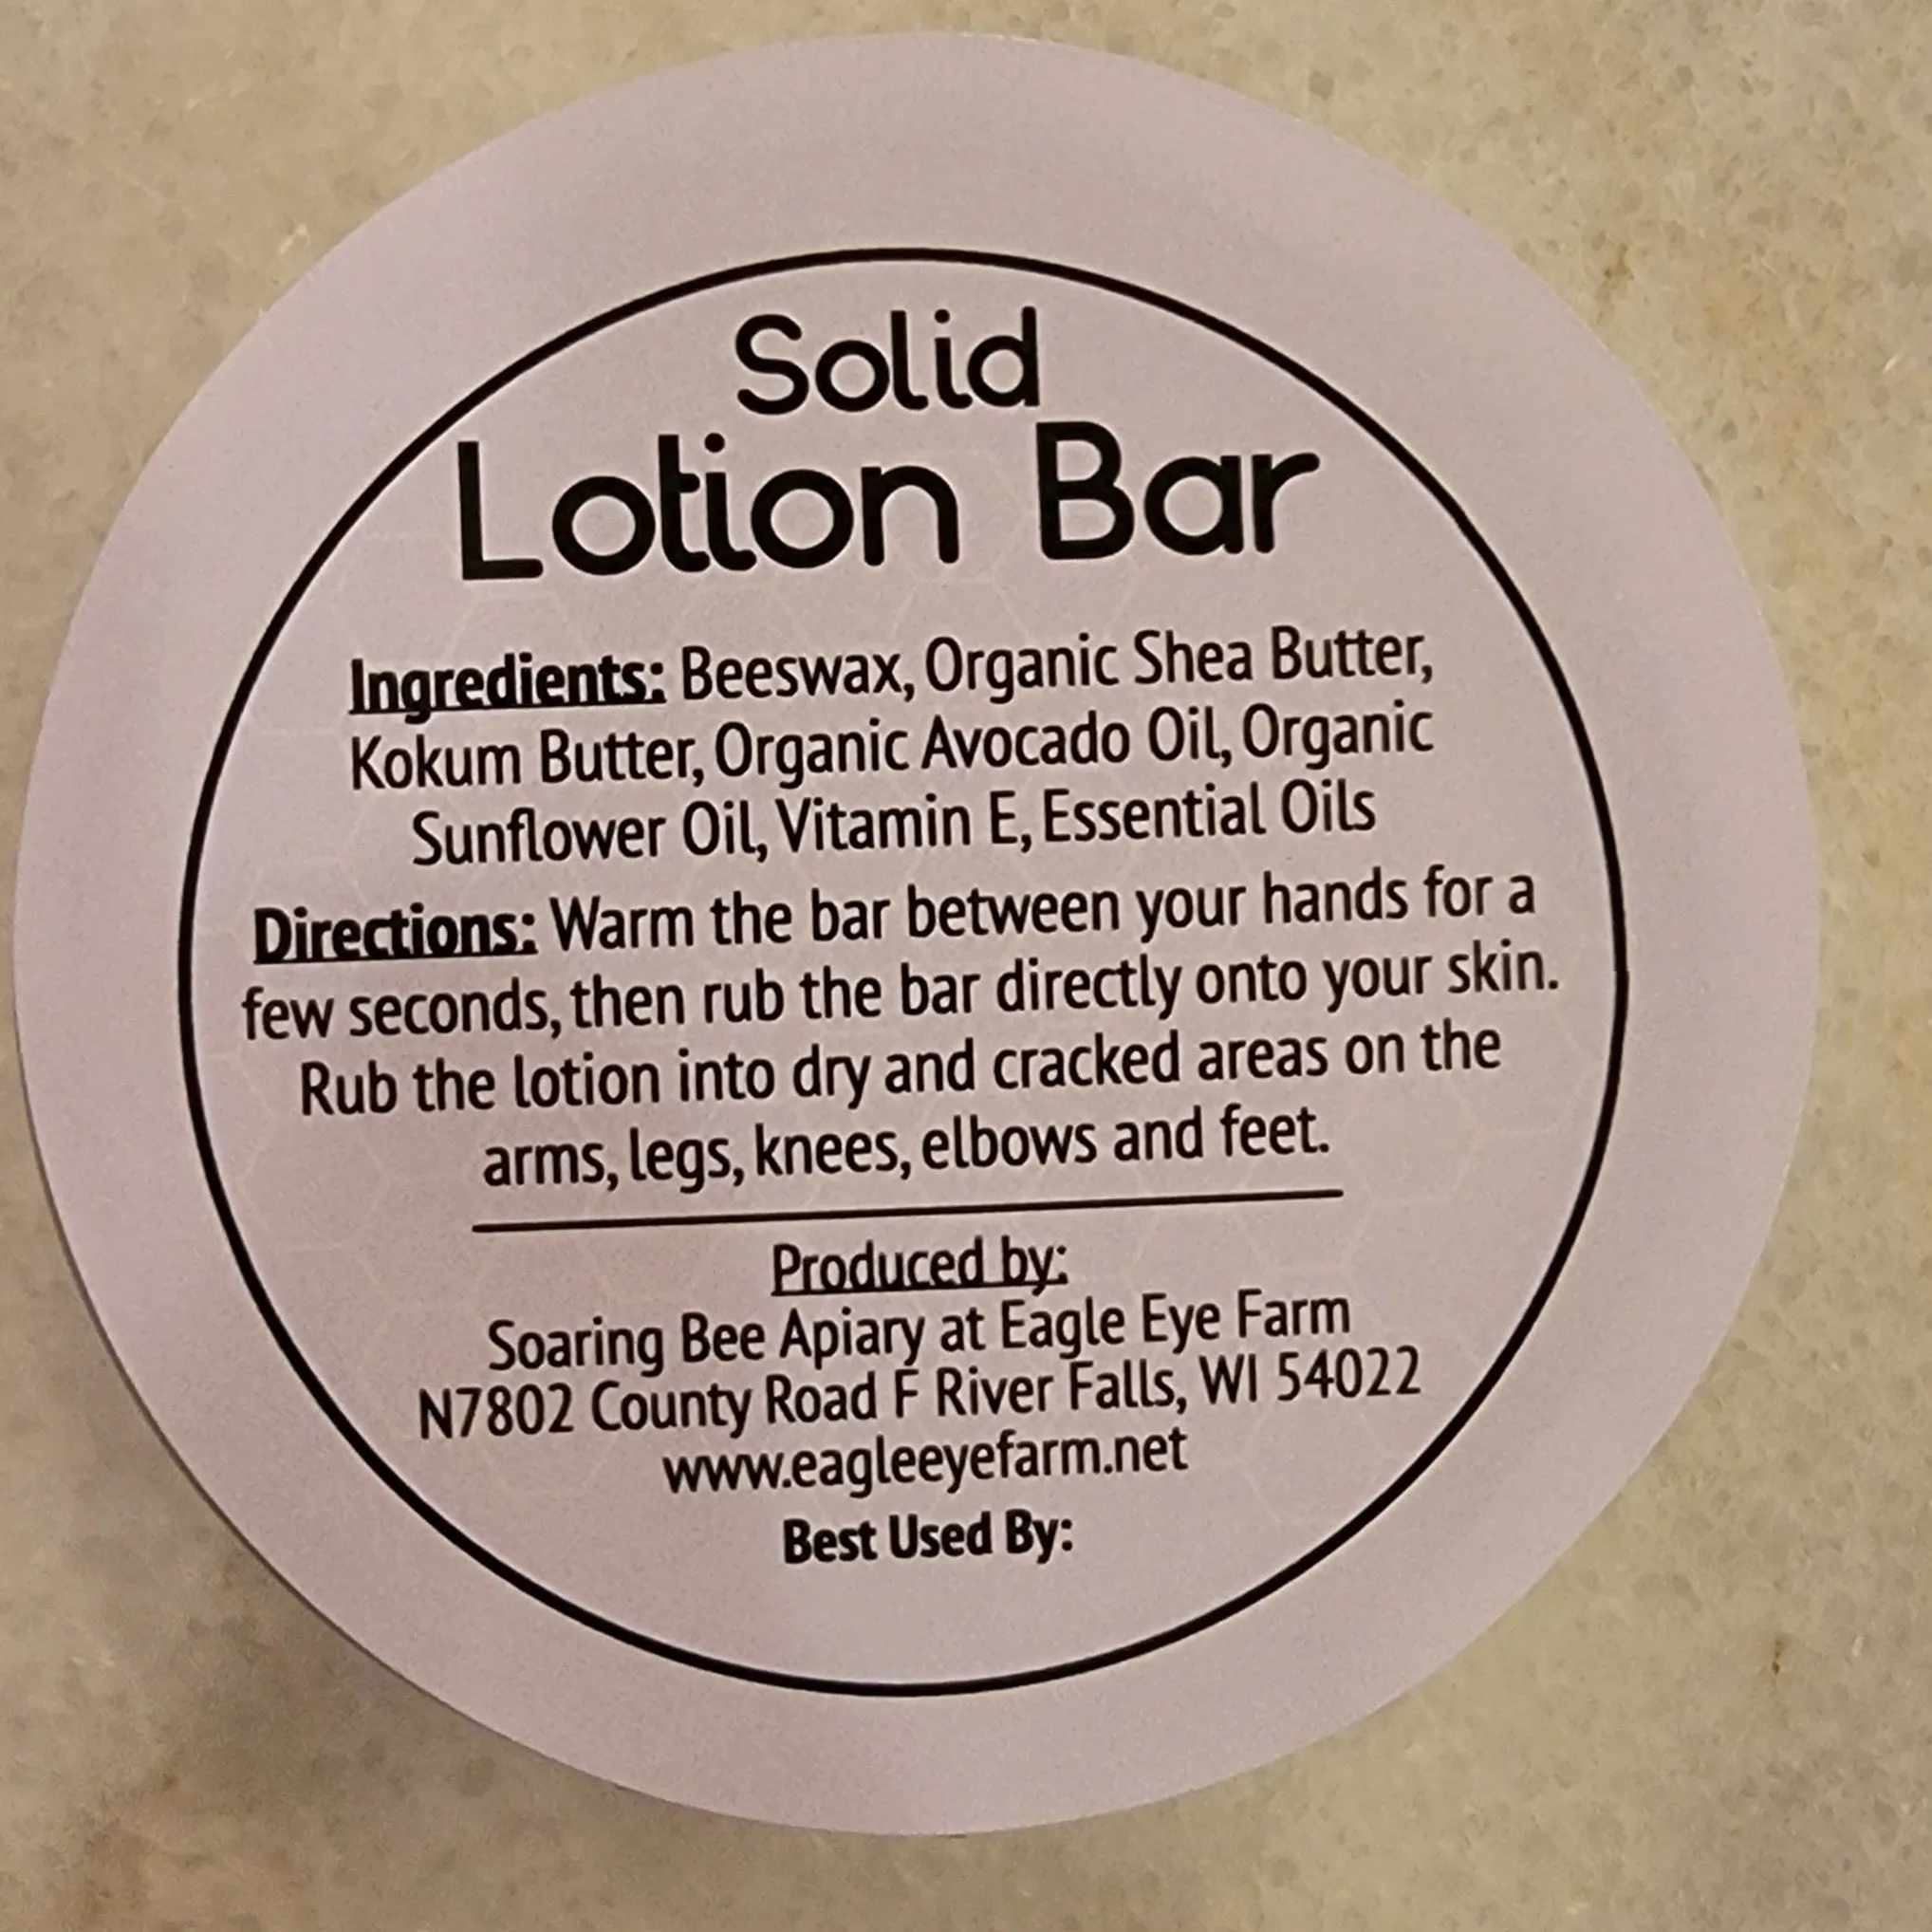 Solid
Lotion Bar
Ingredients: Beeswax, Organic Shea Butter,
Kokum Butter, Organic Avocado Oil, Organic
Sunflower Oil, Vitamin E, Essential Oils
Directions: Warm the bar between your hands for a
few seconds, then rub the bar directly onto your skin.
Rub the lotion into dry and cracked areas on the
arms, legs, knees, elbows and feet.
Produced by:
Soaring Bee Apiary at Eagle Eye Farm
N7802 County Road F River Falls, WI 54022
www.eagleeyefarm.net
Best Used By: